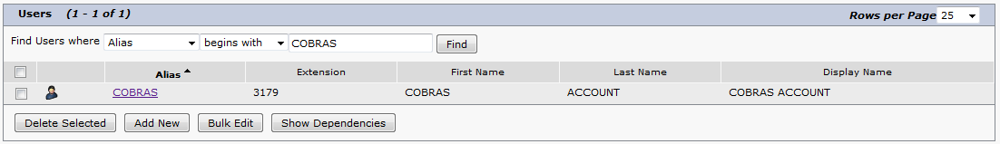 Users (1 - 1 of 1) Rows per Page 25
Find Users where Alias begins with COBRAS Find
Alias Extension First Name Last Name Display Name
COBRAS 3179 COBRAS ACCOUNT COBRAS ACCOUNT
Delete Selected Add New Bulk Edit Show Dependencies